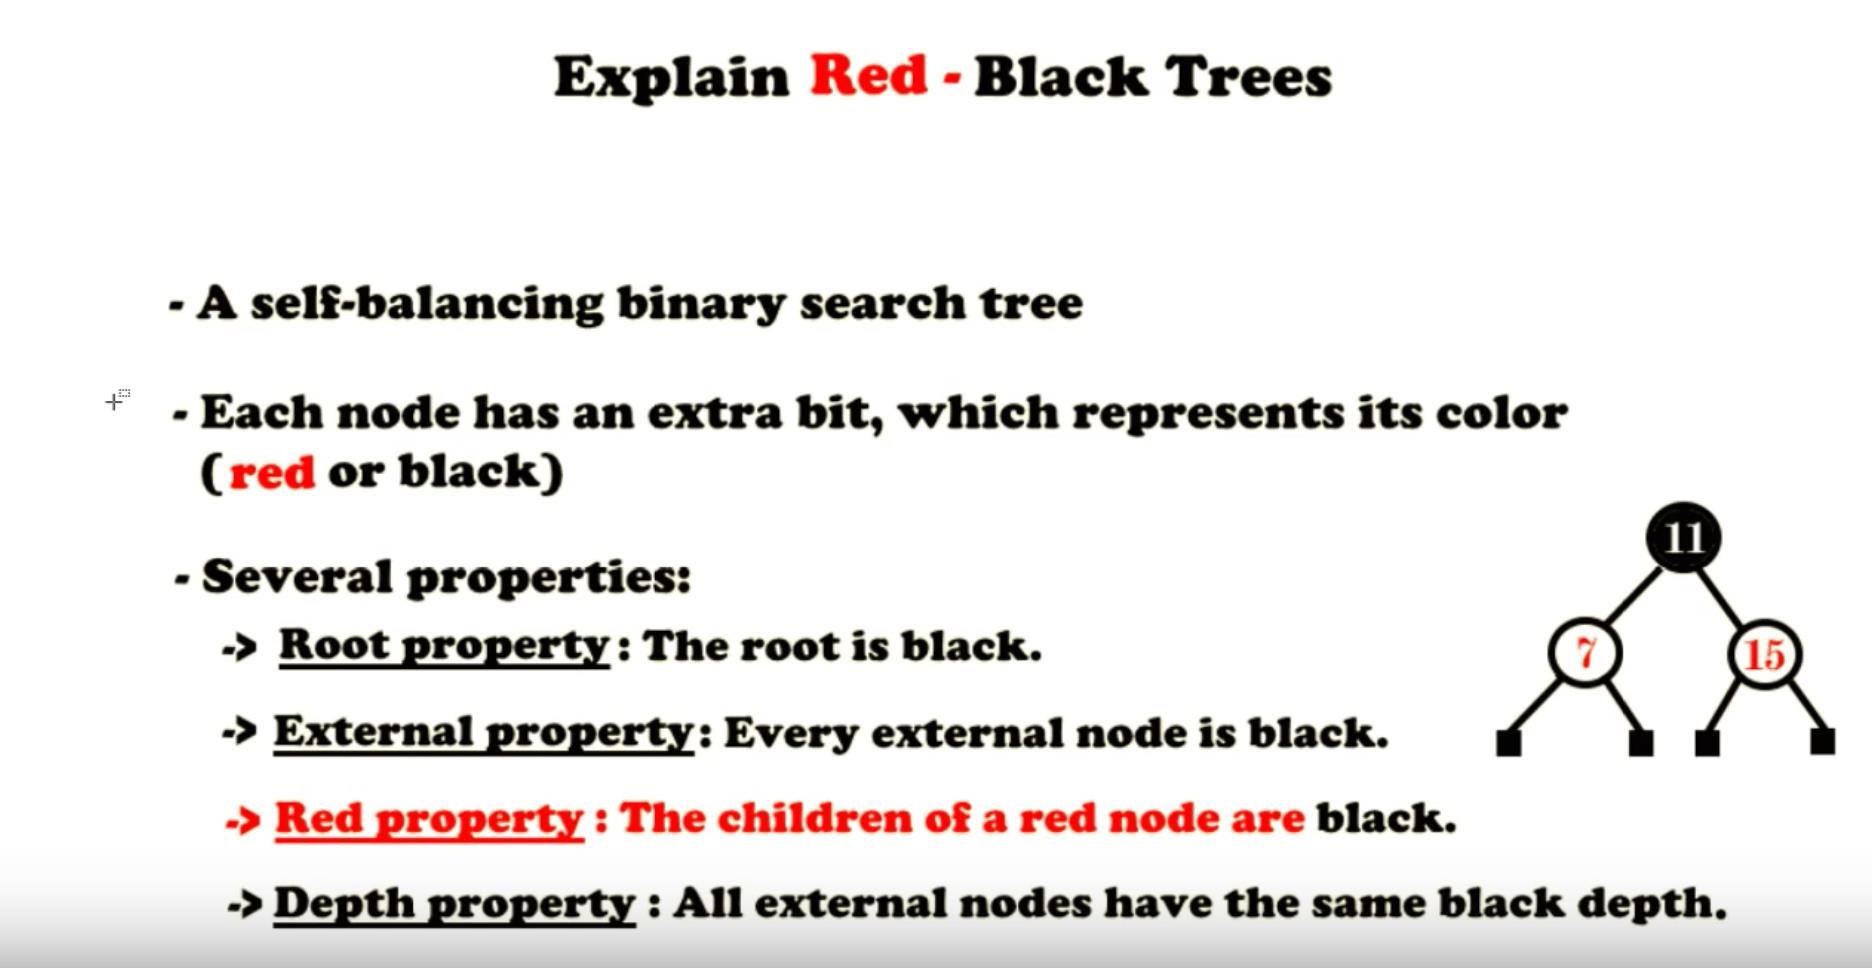 Explain Red - Black Trees
- A self-balancing binary search tree
- Each node has an extra bit, which represents its color
(red or black)
- Several properties:
-> Root property : The root is black.
-> External property : Every external node is black.
-> Red property : The children of a red node are black.
-> Depth property : All external nodes have the same black depth.
11
7
15